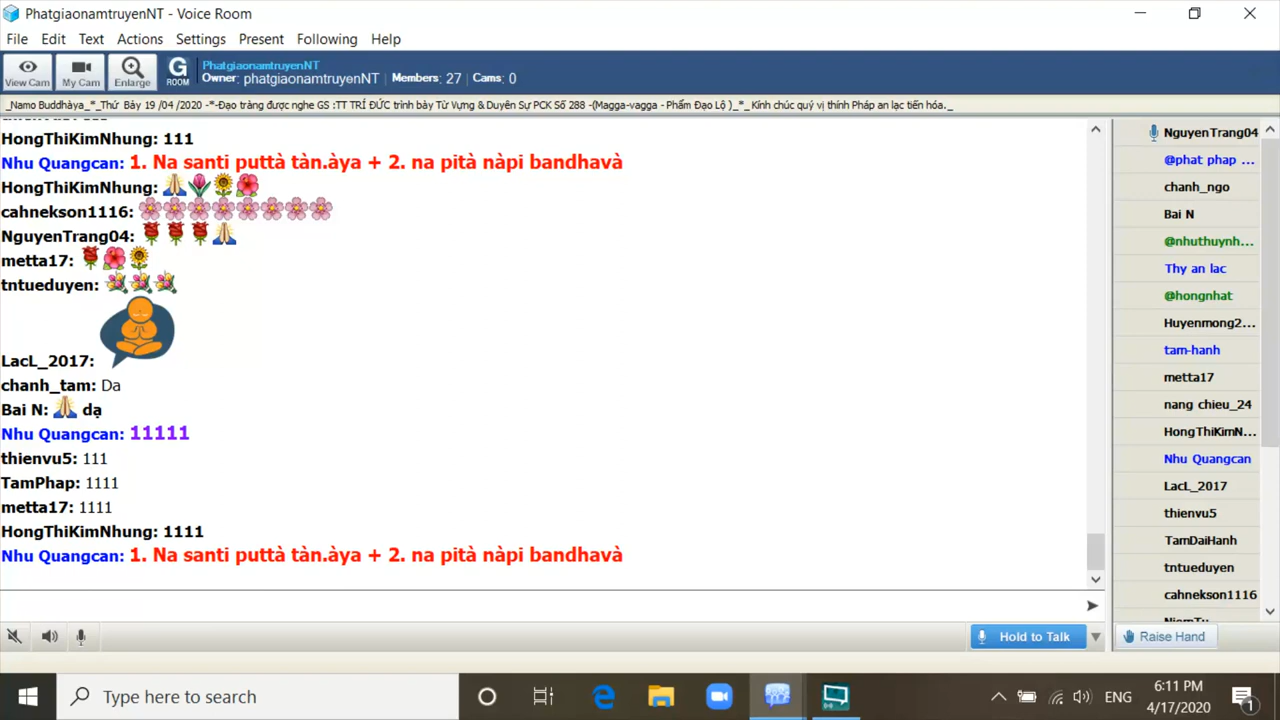 PhatgiaonamtruyenNT - Voice Room
File Edit Text Actions Settings Present Following Help
View Cam My Cam Enlarge G ROOM PhatgiaonamtruyenNT
Owner: phatgiaonamtruyenNT Members: 27 Cams: 0
_Namo Buddhàya_*_Thứ Bảy 19 /04 /2020 -*-Đạo tràng được nghe GS :TT TRÍ ĐỨC trình bày Từ Vựng & Duyên Sự PCK Số 288 -(Magga-vagga - Phẩm Đạo Lộ )_*_ Kính chúc quý vị thính Pháp an lạc tiến hóa._
HongThiKimNhung: 111
Nhu Quangcan: 1. Na santi puttà tàn.àya + 2. na pità nàpi bandhavà
HongThiKimNhung: 🙏🌷🌻🌺
cahnekson1116: 🌸🌸🌸🌸🌸🌸🌸🌸
NguyenTrang04: 🌹🌹🌹🙏
metta17: 🌹🌺🌻
tntueduyen: 💐💐💐
LacL_2017:
chanh_tam: Da
Bai N: 🙏 dạ
Nhu Quangcan: 11111
thienvu5: 111
TamPhap: 1111
metta17: 1111
HongThiKimNhung: 1111
Nhu Quangcan: 1. Na santi puttà tàn.àya + 2. na pità nàpi bandhavà
NguyenTrang04
@phat phap ...
chanh_ngo
Bai N
@nhuthuynh...
Thy an lac
@hongnhat
Huyenmong2...
tam-hanh
metta17
nang chieu_24
HongThiKimN...
Nhu Quangcan
LacL_2017
thienvu5
TamDaiHanh
tntueduyen
cahnekson1116
Hold to Talk
Raise Hand
Type here to search
ENG
6:11 PM
4/17/2020
1